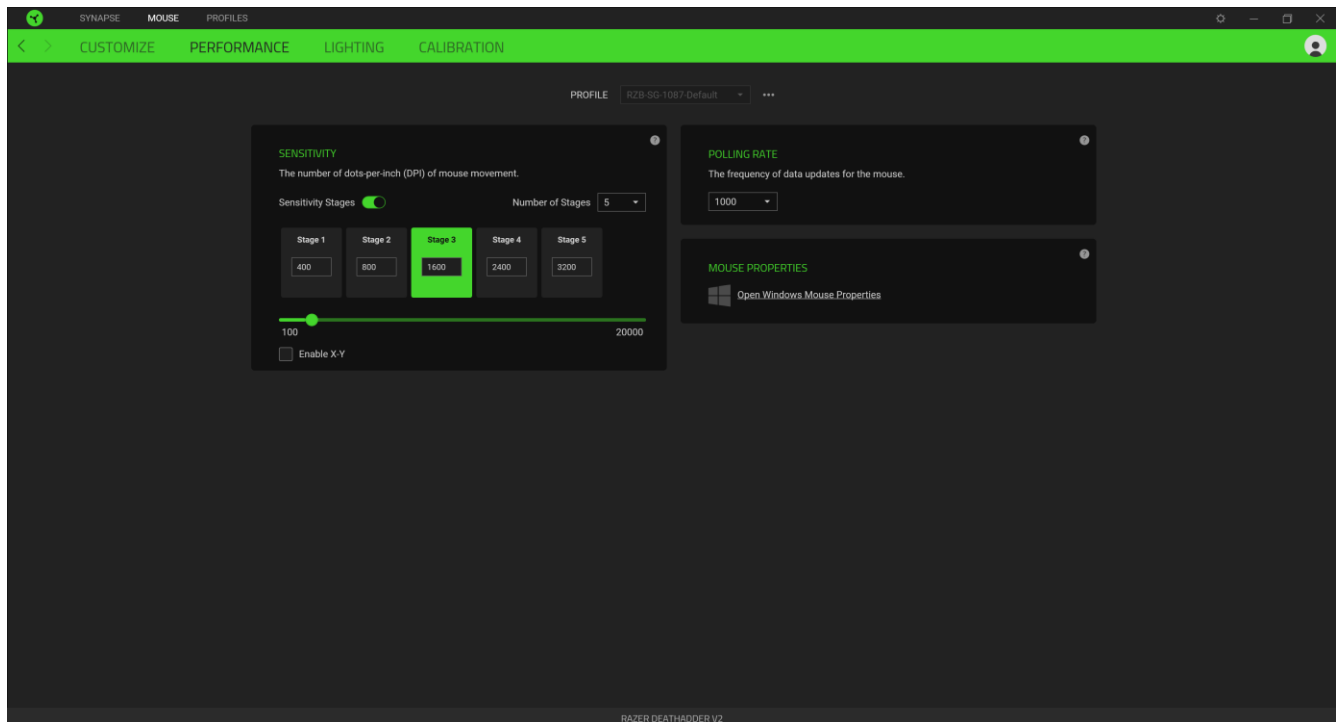 SYNAPSE MOUSE PROFILES
CUSTOMIZE PERFORMANCE LIGHTING CALIBRATION
PROFILE RZB-SG-1087-Default
SENSITIVITY
The number of dots-per-inch (DPI) of mouse movement.
Sensitivity Stages Number of Stages 5
Stage 1 Stage 2 Stage 3 Stage 4 Stage 5
400 800 1600 2400 3200
100 20000
Enable X-Y
POLLING RATE
The frequency of data updates for the mouse.
1000
MOUSE PROPERTIES
Open Windows Mouse Properties
RAZER DEATHADDER V2